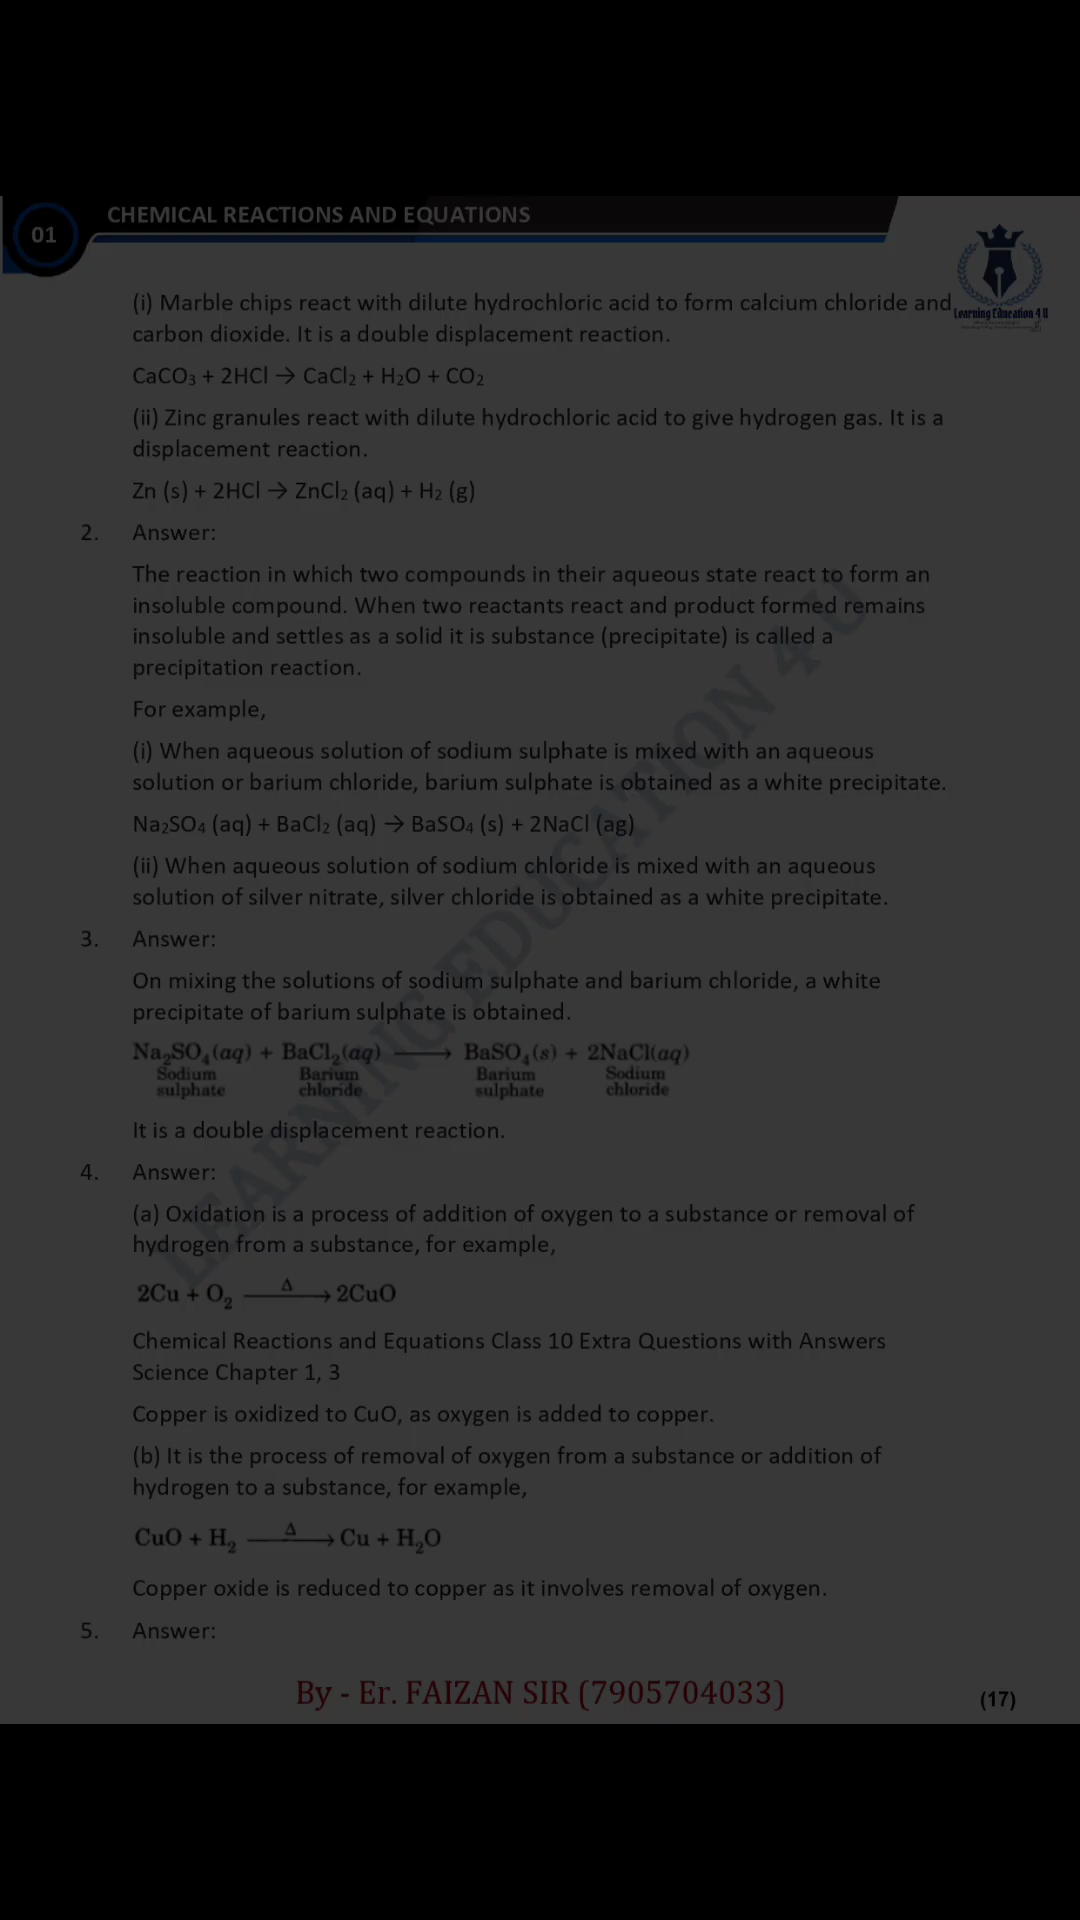 CHEMICAL REACTIONS AND EQUATIONS
01
Learning Education 4 U
(i) Marble chips react with dilute hydrochloric acid to form calcium chloride and
carbon dioxide. It is a double displacement reaction.
CaCO₃ + 2HCl → CaCl₂ + H₂O + CO₂
(ii) Zinc granules react with dilute hydrochloric acid to give hydrogen gas. It is a
displacement reaction.
Zn (s) + 2HCl → ZnCl₂ (aq) + H₂ (g)
2. Answer:
The reaction in which two compounds in their aqueous state react to form an
insoluble compound. When two reactants react and product formed remains
insoluble and settles as a solid it is substance (precipitate) is called a
precipitation reaction.
For example,
(i) When aqueous solution of sodium sulphate is mixed with an aqueous
solution or barium chloride, barium sulphate is obtained as a white precipitate.
Na₂SO₄ (aq) + BaCl₂ (aq) → BaSO₄ (s) + 2NaCl (ag)
(ii) When aqueous solution of sodium chloride is mixed with an aqueous
solution of silver nitrate, silver chloride is obtained as a white precipitate.
3. Answer:
On mixing the solutions of sodium sulphate and barium chloride, a white
precipitate of barium sulphate is obtained.
Na₂SO₄(aq) + BaCl₂(aq) ⟶ BaSO₄(s) + 2NaCl(aq)
Sodium Barium Barium Sodium
sulphate chloride sulphate chloride
It is a double displacement reaction.
4. Answer:
(a) Oxidation is a process of addition of oxygen to a substance or removal of
hydrogen from a substance, for example,
2Cu + O₂ —Δ→ 2CuO
Chemical Reactions and Equations Class 10 Extra Questions with Answers
Science Chapter 1, 3
Copper is oxidized to CuO, as oxygen is added to copper.
(b) It is the process of removal of oxygen from a substance or addition of
hydrogen to a substance, for example,
CuO + H₂ —Δ→ Cu + H₂O
Copper oxide is reduced to copper as it involves removal of oxygen.
5. Answer:
LEARNING EDUCATION 4 U
By - Er. FAIZAN SIR (7905704033)
(17)